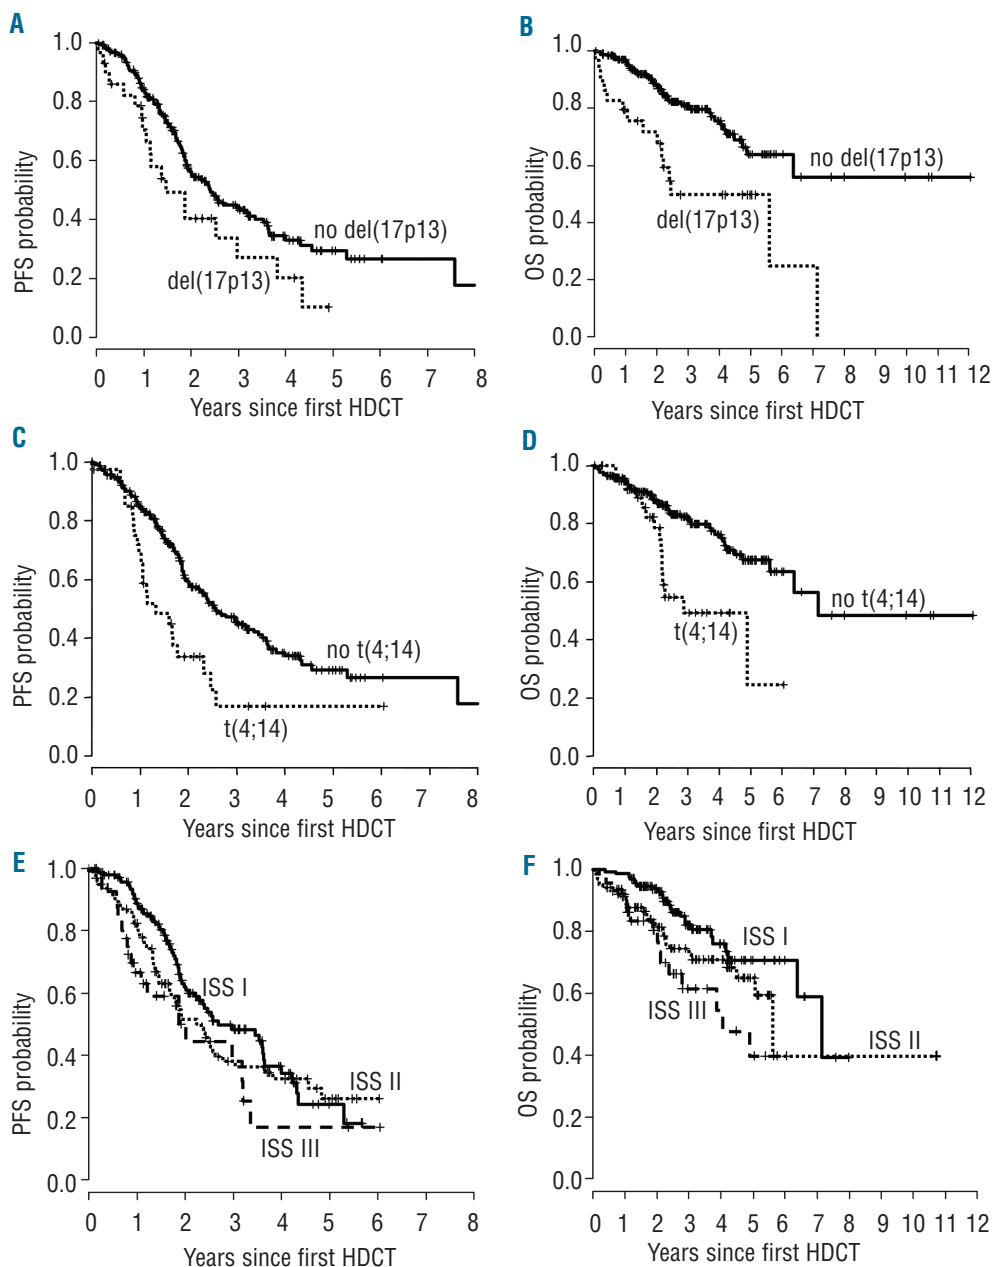 A
PFS probability
1.0
0.8
0.6
0.4
0.2
0.0
no del(17p13)
del(17p13)
0 1 2 3 4 5 6 7 8
Years since first HDCT
B
OS probability
1.0
0.8
0.6
0.4
0.2
0.0
no del(17p13)
del(17p13)
0 1 2 3 4 5 6 7 8 9 10 11 12
Years since first HDCT
C
PFS probability
1.0
0.8
0.6
0.4
0.2
0.0
no t(4;14)
t(4;14)
0 1 2 3 4 5 6 7 8
Years since first HDCT
D
OS probability
1.0
0.8
0.6
0.4
0.2
0.0
no t(4;14)
t(4;14)
0 1 2 3 4 5 6 7 8 9 10 11 12
Years since first HDCT
E
PFS probability
1.0
0.8
0.6
0.4
0.2
0.0
ISS I
ISS II
ISS III
0 1 2 3 4 5 6 7 8
Years since first HDCT
F
OS probability
1.0
0.8
0.6
0.4
0.2
0.0
ISS I
ISS III
ISS II
0 1 2 3 4 5 6 7 8 9 10 11 12
Years since first HDCT